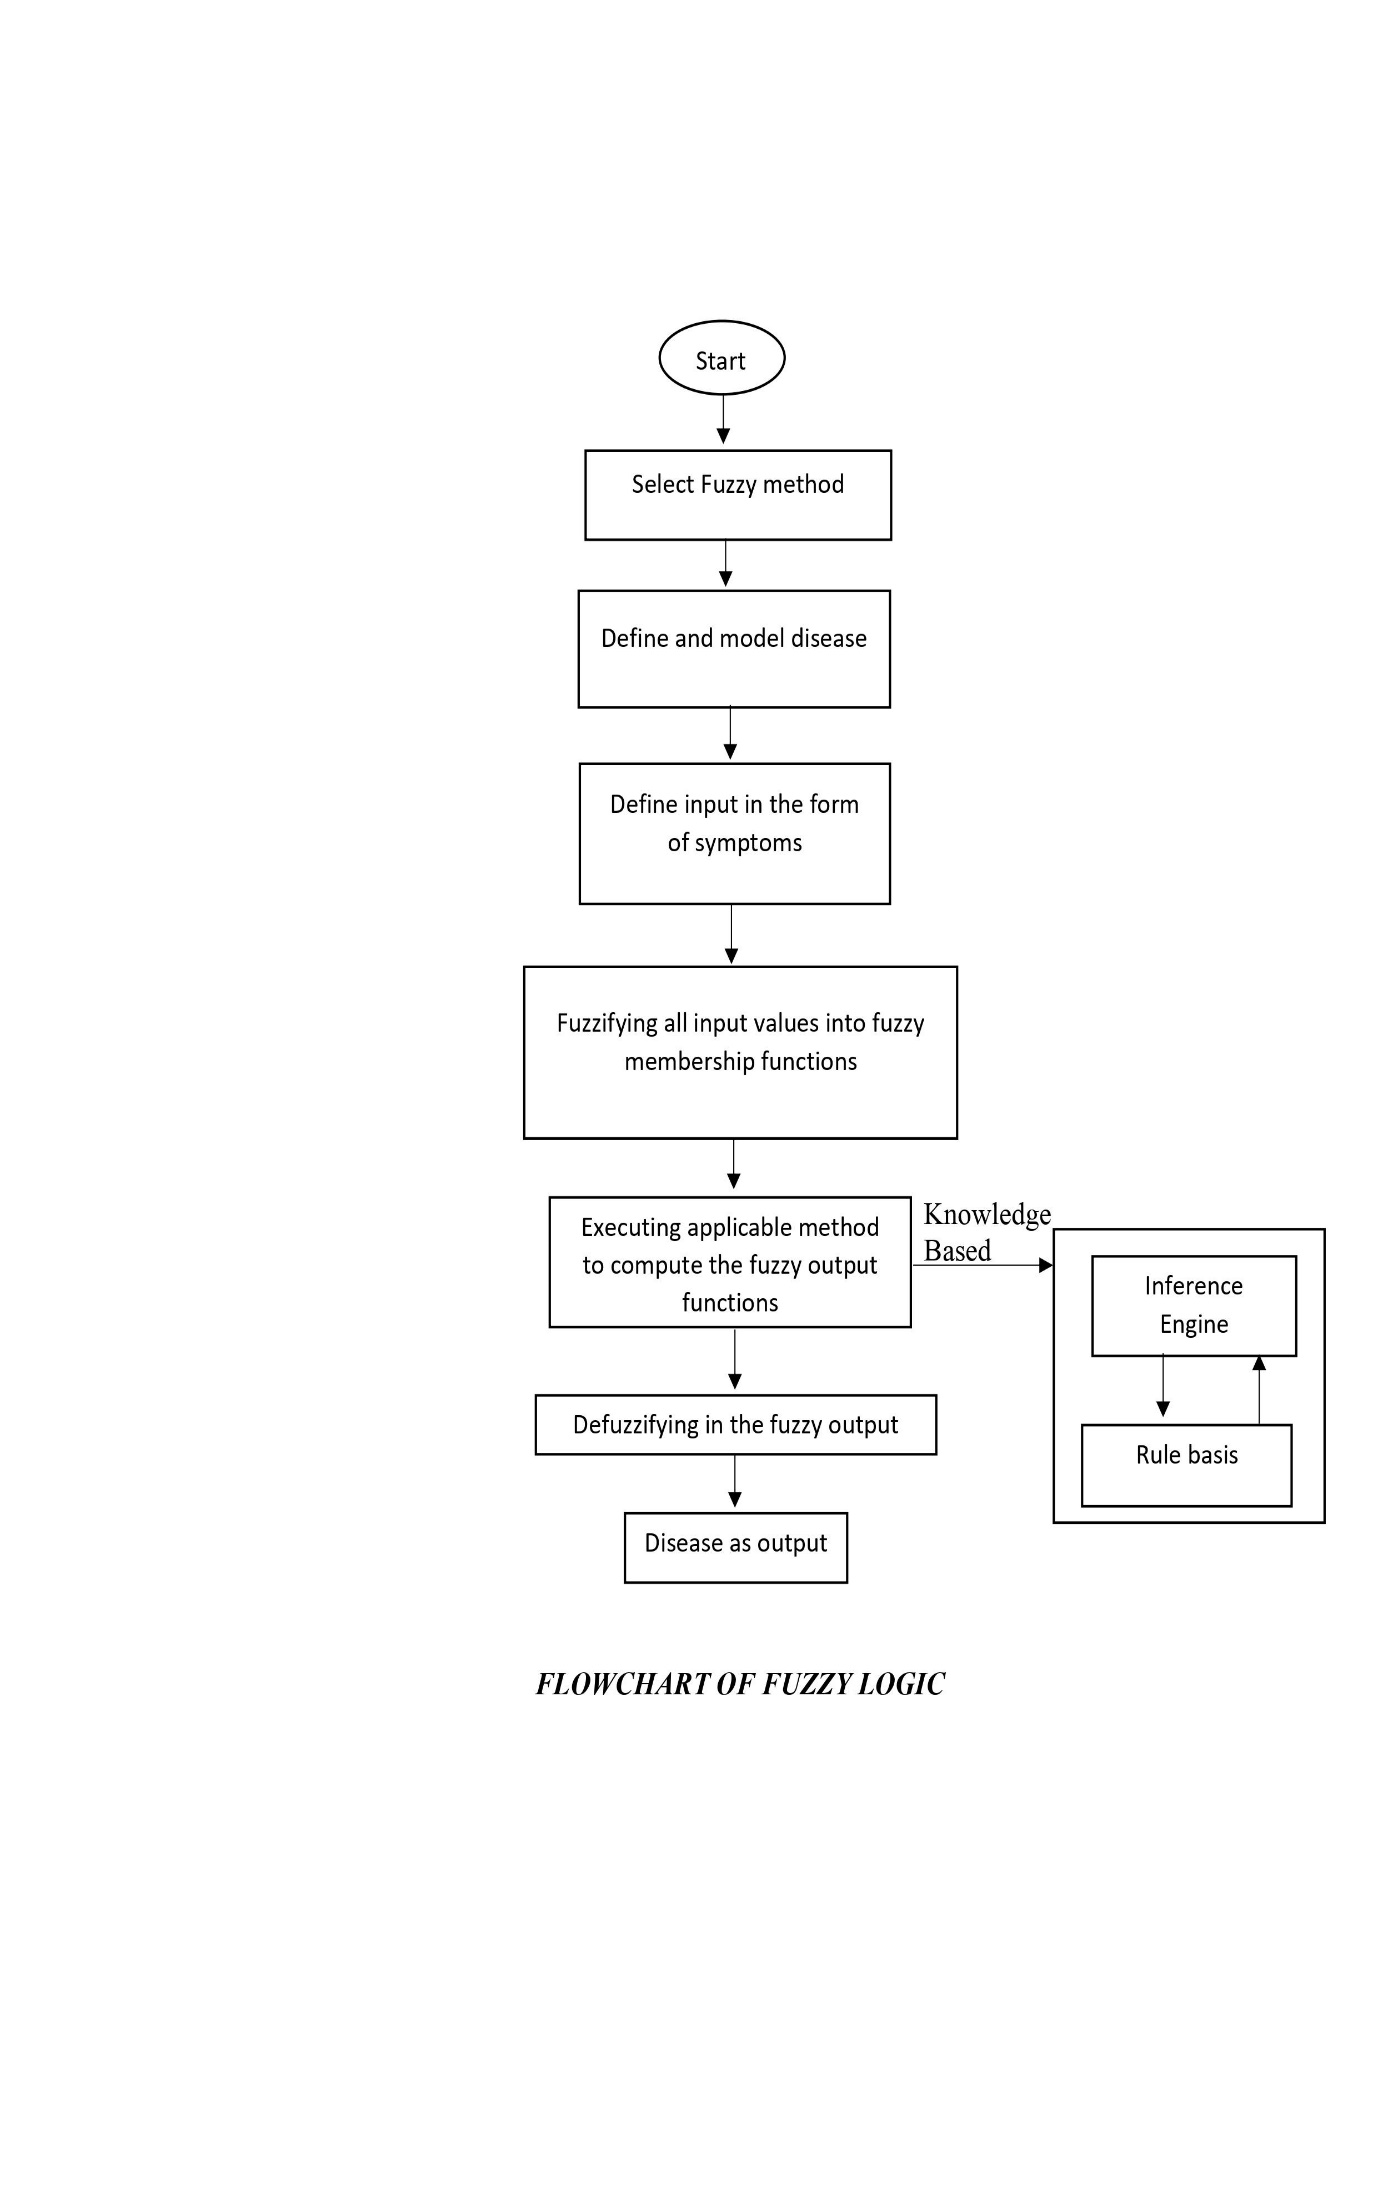 Start
Select Fuzzy method
Define and model disease
Define input in the form
of symptoms
Fuzzifying all input values into fuzzy
membership functions
Executing applicable method
to compute the fuzzy output
functions
Knowledge
Based
Inference
Engine
Rule basis
Defuzzifying in the fuzzy output
Disease as output
FLOWCHART OF FUZZY LOGIC